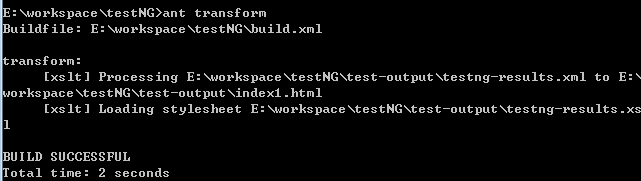 E:\workspace\testNG>ant transform
Buildfile: E:\workspace\testNG\build.xml
transform:
[xslt] Processing E:\workspace\testNG\test-output\testng-results.xml to E:\
workspace\testNG\test-output\index1.html
[xslt] Loading stylesheet E:\workspace\testNG\test-output\testng-results.xs
l
BUILD SUCCESSFUL
Total time: 2 seconds